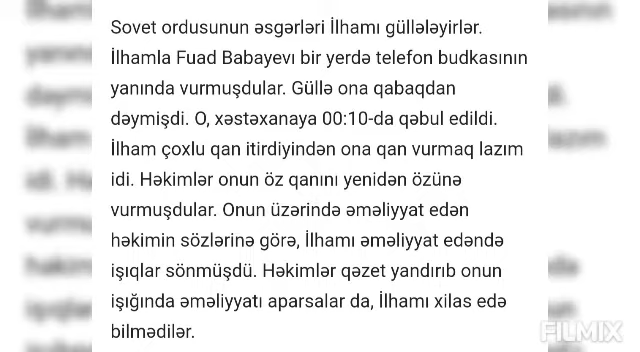 Sovet ordusunun əsgərləri İlhamı güllələyirlər.
İlhamla Fuad Babayevı bir yerdə telefon budkasının
yanında vurmuşdular. Güllə ona qabaqdan
dəymişdi. O, xəstəxanaya 00:10-da qəbul edildi.
İlham çoxlu qan itirdiyindən ona qan vurmaq lazım
idi. Həkimlər onun öz qanını yenidən özünə
vurmuşdular. Onun üzərində əməliyyat edən
həkimin sözlərinə görə, İlhamı əməliyyat edəndə
işıqlar sönmüşdü. Həkimlər qəzet yandırıb onun
işığında əməliyyatı aparsalar da, İlhamı xilas edə
bilmədilər.
FILMIX